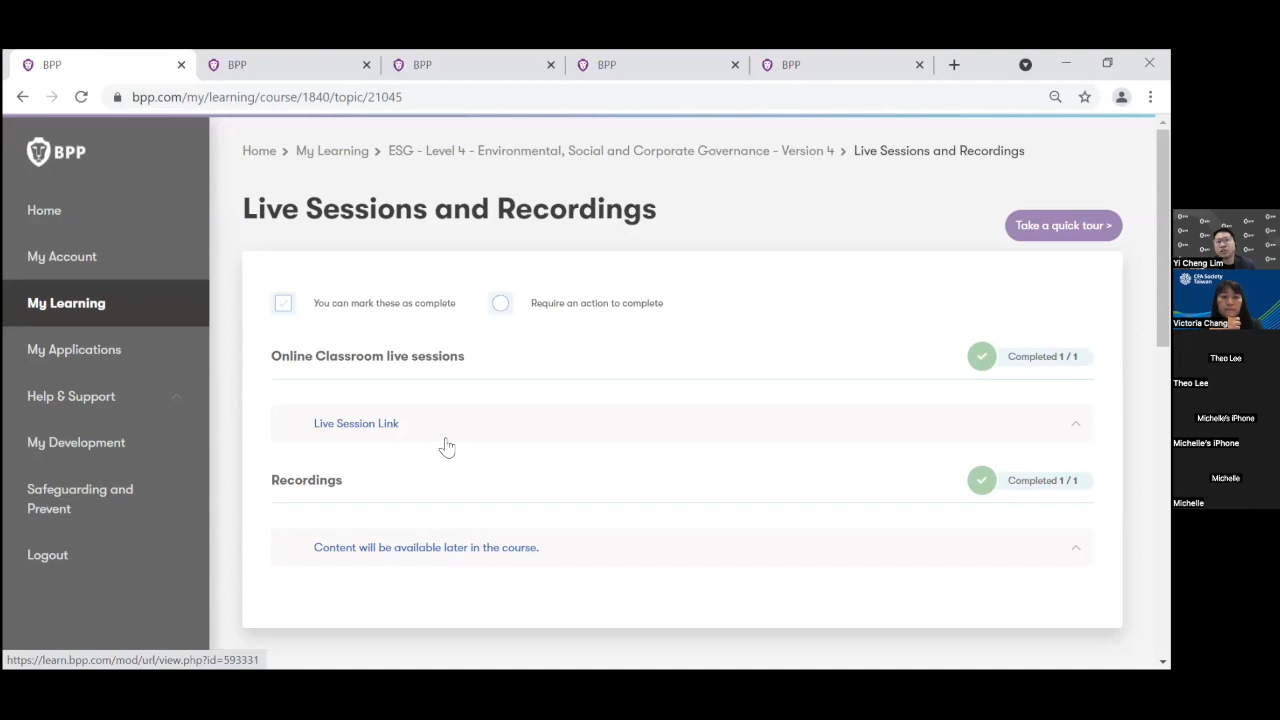 BPP
BPP
BPP
BPP
BPP
bpp.com/my/learning/course/1840/topic/21045
BPP
Home
My Account
My Learning
My Applications
Help & Support
My Development
Safeguarding and
Prevent
Logout
Home > My Learning > ESG - Level 4 - Environmental, Social and Corporate Governance - Version 4 > Live Sessions and Recordings
Live Sessions and Recordings
Take a quick tour >
You can mark these as complete
Require an action to complete
Online Classroom live sessions
Completed 1 / 1
Live Session Link
Recordings
Completed 1 / 1
Content will be available later in the course.
https://learn.bpp.com/mod/url/view.php?id=593331
Yi Cheng Lim
CFA Society
Taiwan
Victoria Chang
Theo Lee
Theo Lee
Michelle's iPhone
Michelle's iPhone
Michelle
Michelle